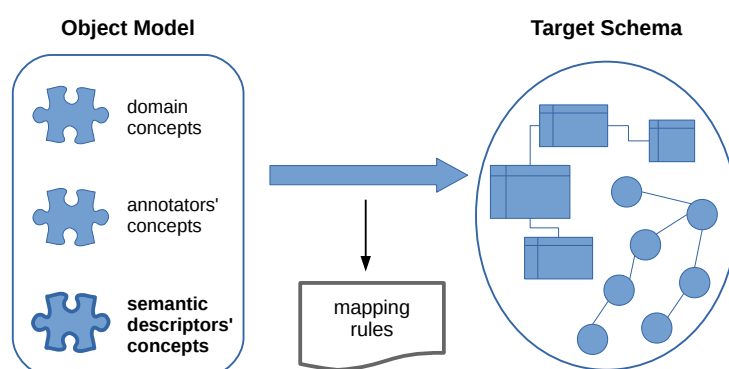 Object Model
Target Schema
domain
concepts
annotators'
concepts
semantic
descriptors'
concepts
mapping
rules